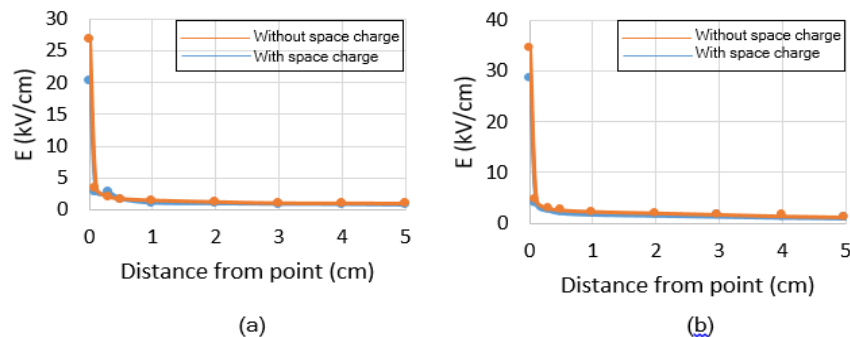 30
25
20
15
10
5
0
E (kV/cm)
Without space charge
With space charge
0 1 2 3 4 5
Distance from point (cm)
(a)
40
30
20
10
0
E (kV/cm)
Without space charge
With space charge
0 1 2 3 4 5
Distance from point (cm)
(b)